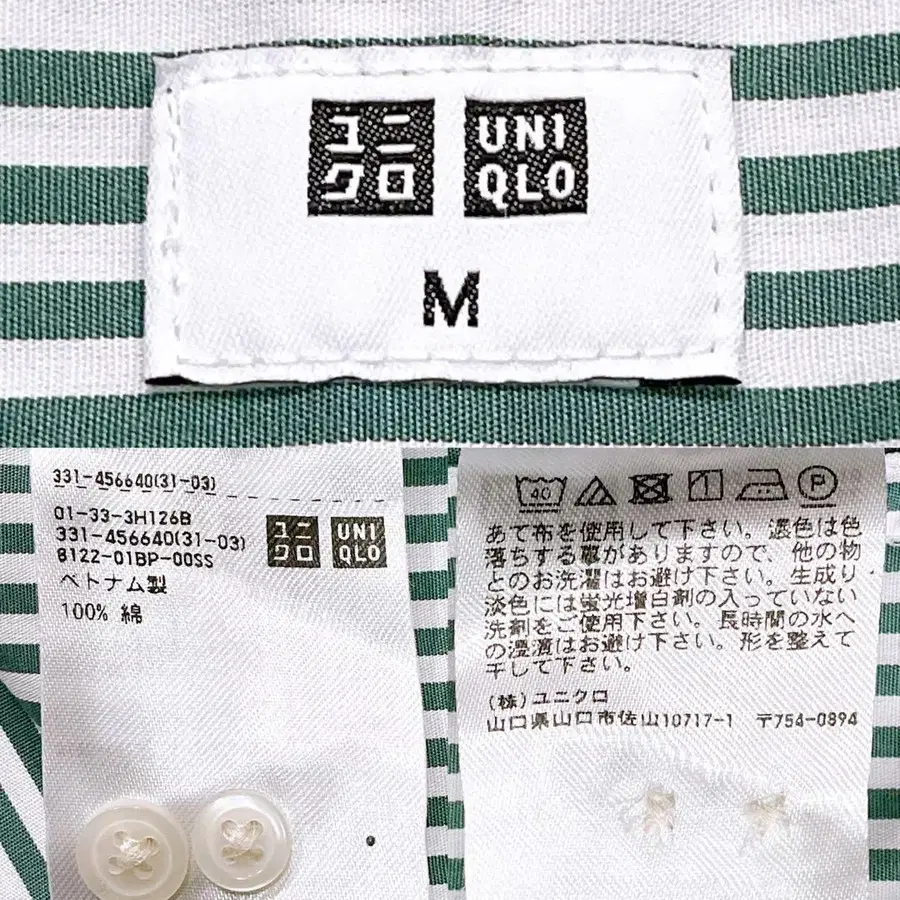 ユニ
クロ
UNI
QLO
M
331-456640(31-03)
01-33-3H126B
331-456640(31-03)
8122-01BP-00SS
ベトナム製
100% 綿
ユニ
クロ
UNI
QLO
40
P
あて布を使用して下さい。濃色は色
落ちする事がありますので、他の物
とのお洗濯はお避け下さい。生成り
淡色には蛍光増白剤の入っていない
洗剤をご使用下さい。長時間の水へ
の浸漬はお避け下さい。形を整えて
干して下さい。
(株)ユニクロ
山口県山口市佐山10717-1 〒754-0894